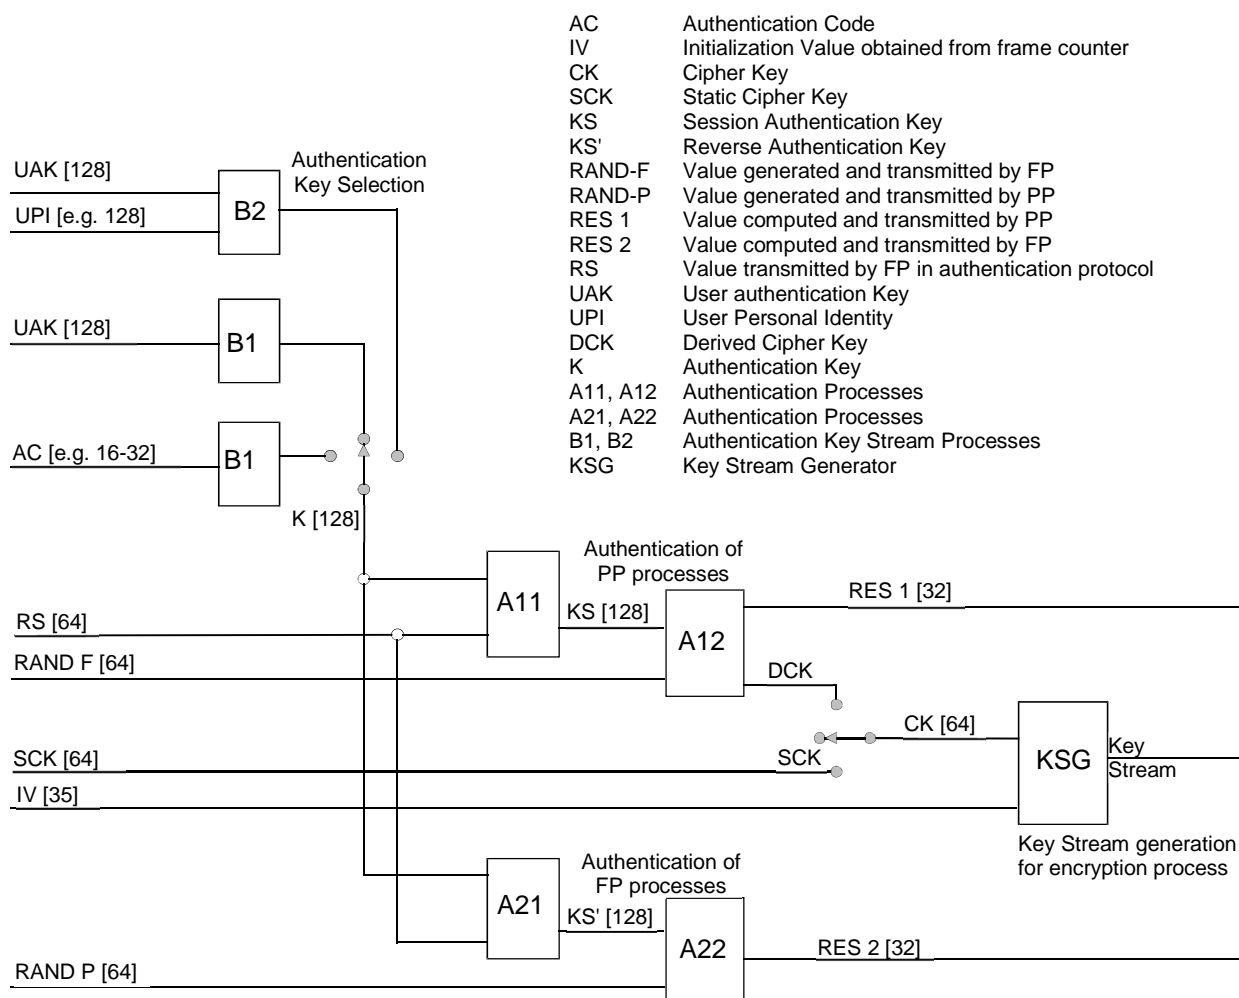 AC Authentication Code
IV Initialization Value obtained from frame counter
CK Cipher Key
SCK Static Cipher Key
KS Session Authentication Key
KS' Reverse Authentication Key
RAND-F Value generated and transmitted by FP
RAND-P Value generated and transmitted by PP
RES 1 Value computed and transmitted by PP
RES 2 Value computed and transmitted by FP
RS Value transmitted by FP in authentication protocol
UAK User authentication Key
UPI User Personal Identity
DCK Derived Cipher Key
K Authentication Key
A11, A12 Authentication Processes
A21, A22 Authentication Processes
B1, B2 Authentication Key Stream Processes
KSG Key Stream Generator
Authentication
Key Selection
UAK [128]
UPI [e.g. 128]
B2
UAK [128]
B1
AC [e.g. 16-32]
B1
K [128]
Authentication of
PP processes
A11
KS [128]
A12
RES 1 [32]
RS [64]
RAND F [64]
DCK
CK [64]
SCK [64]
SCK
KSG
Key
Stream
IV [35]
Key Stream generation
for encryption process
Authentication of
FP processes
A21
KS' [128]
A22
RES 2 [32]
RAND P [64]